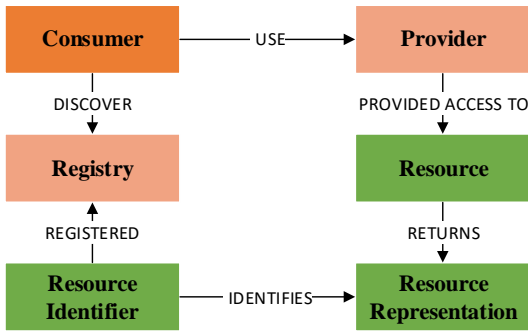 Consumer
USE
Provider
DISCOVER
PROVIDED ACCESS TO
Registry
Resource
REGISTERED
RETURNS
Resource
Identifier
IDENTIFIES
Resource
Representation